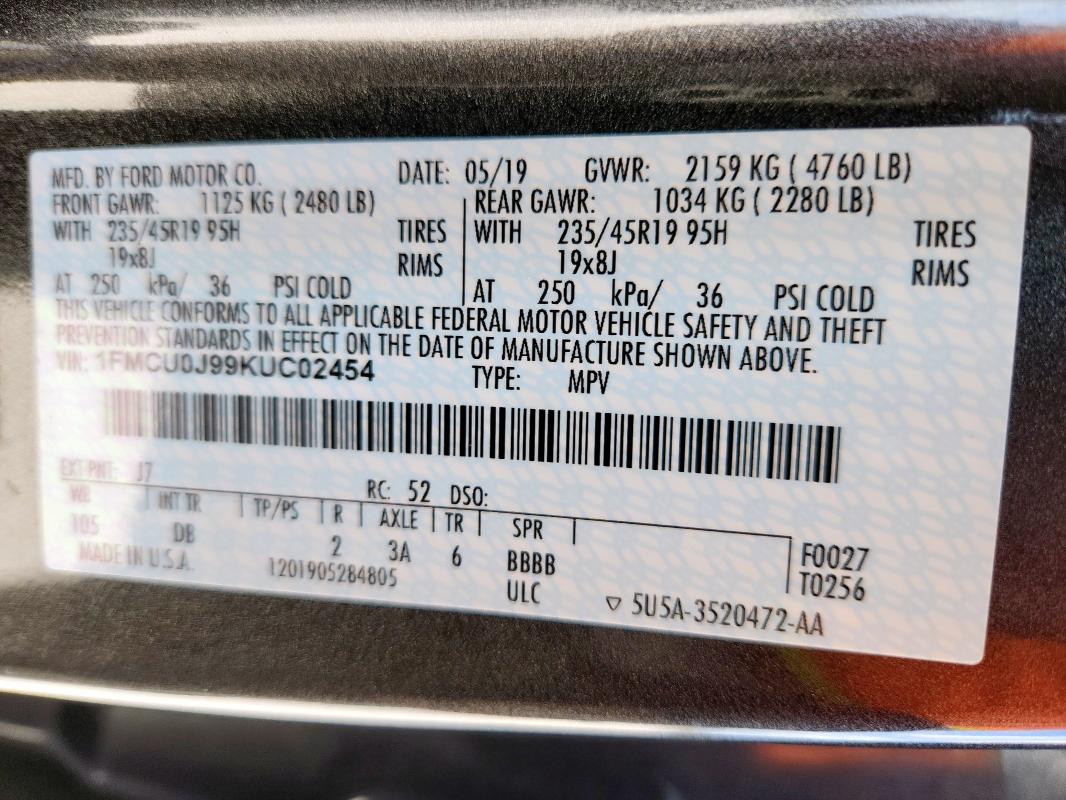 MFD. BY FORD MOTOR CO. DATE: 05/19 GVWR: 2159 KG ( 4760 LB)
FRONT GAWR: 1125 KG ( 2480 LB) REAR GAWR: 1034 KG ( 2280 LB)
WITH 235/45R19 95H TIRES WITH 235/45R19 95H TIRES
19x8J RIMS 19x8J RIMS
AT 250 kPa/ 36 PSI COLD AT 250 kPa/ 36 PSI COLD
THIS VEHICLE CONFORMS TO ALL APPLICABLE FEDERAL MOTOR VEHICLE SAFETY AND THEFT
PREVENTION STANDARDS IN EFFECT ON THE DATE OF MANUFACTURE SHOWN ABOVE.
VIN: 1FMCU0J99KUC02454 TYPE: MPV
EXT PNT: J7 RC: 52 DSO:
WB INT TR TP/PS R AXLE TR SPR
105 DB 2 3A 6 BBBB F0027
MADE IN U.S.A. 1201905284805 ULC T0256
▽ 5U5A-3520472-AA